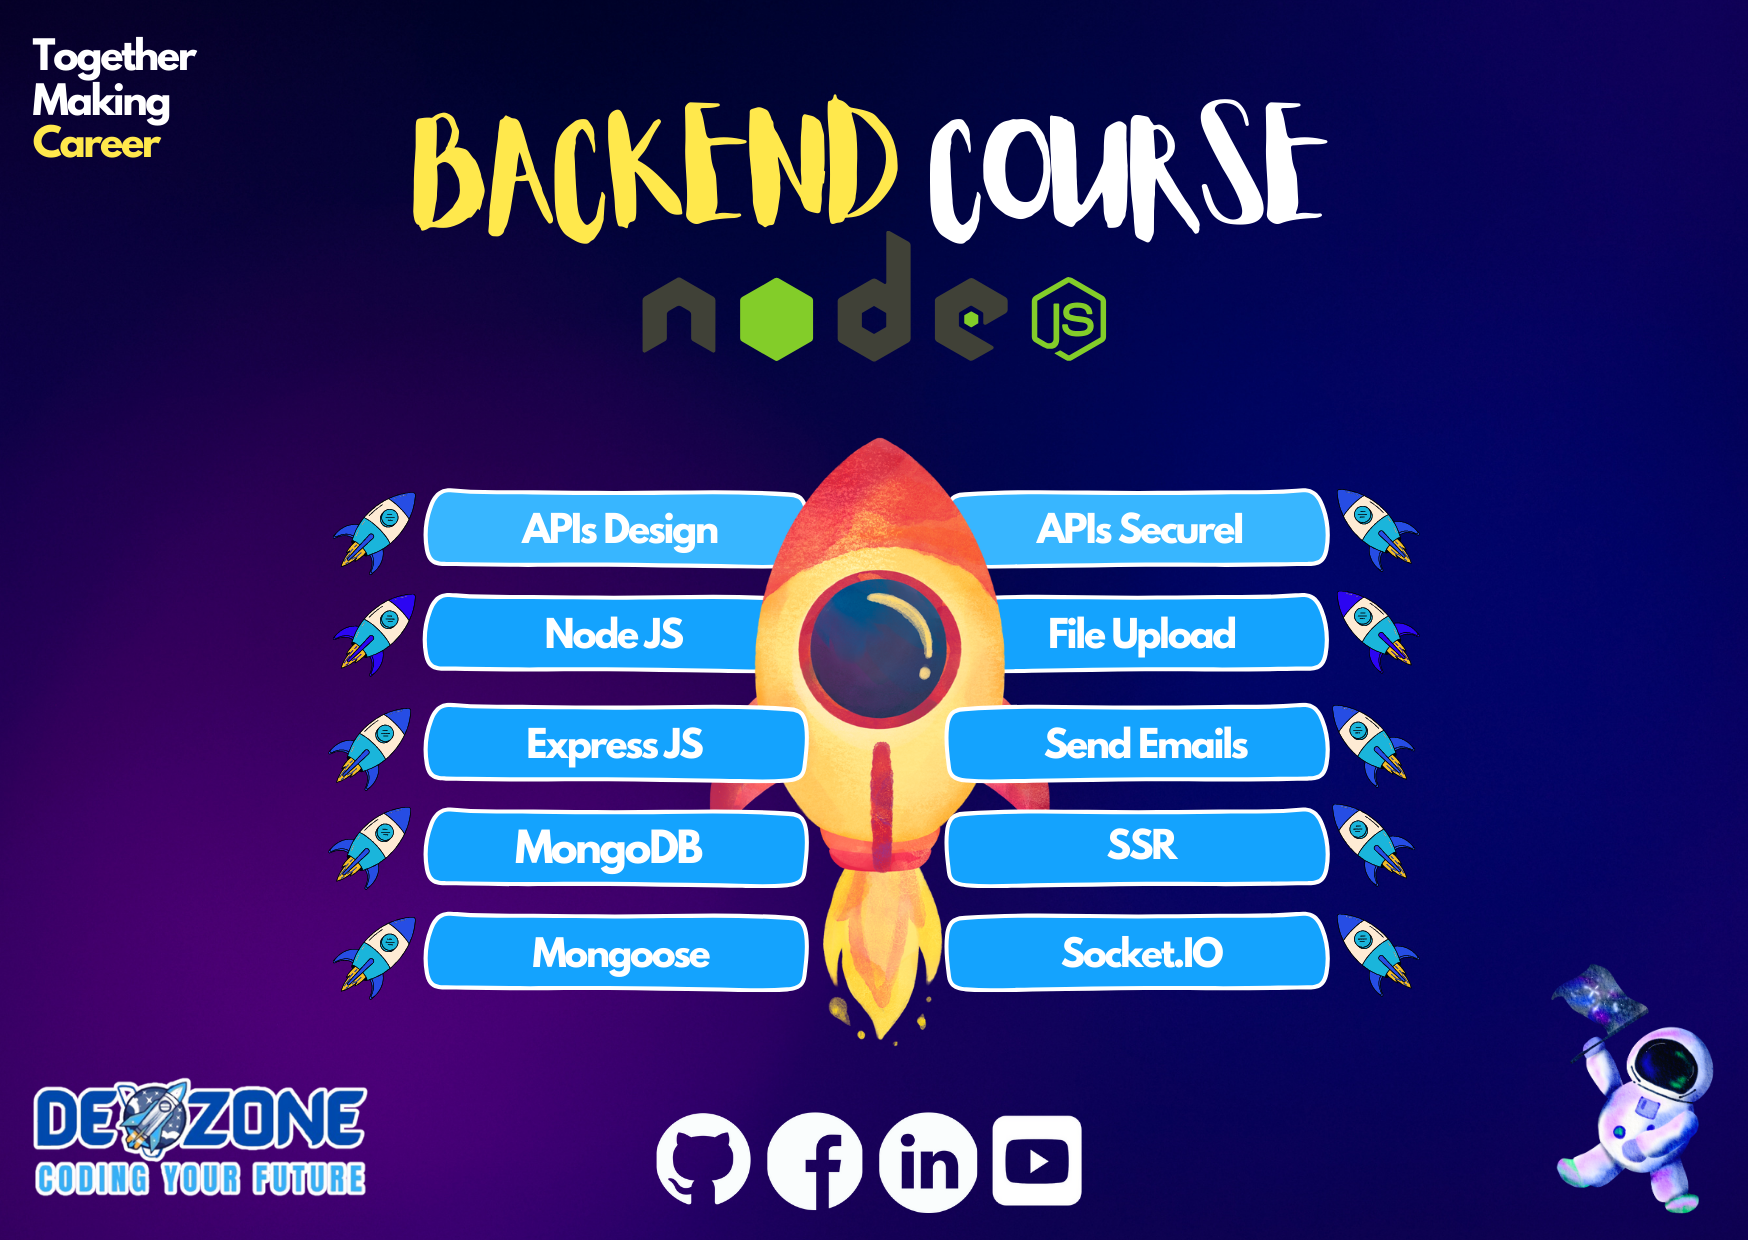 Together
Making
Career
BACKEND COURSE
node JS
APIs Design
APIs Securel
Node JS
File Upload
Express JS
Send Emails
MongoDB
SSR
Mongoose
Socket.IO
DEVZONE
CODING YOUR FUTURE
in